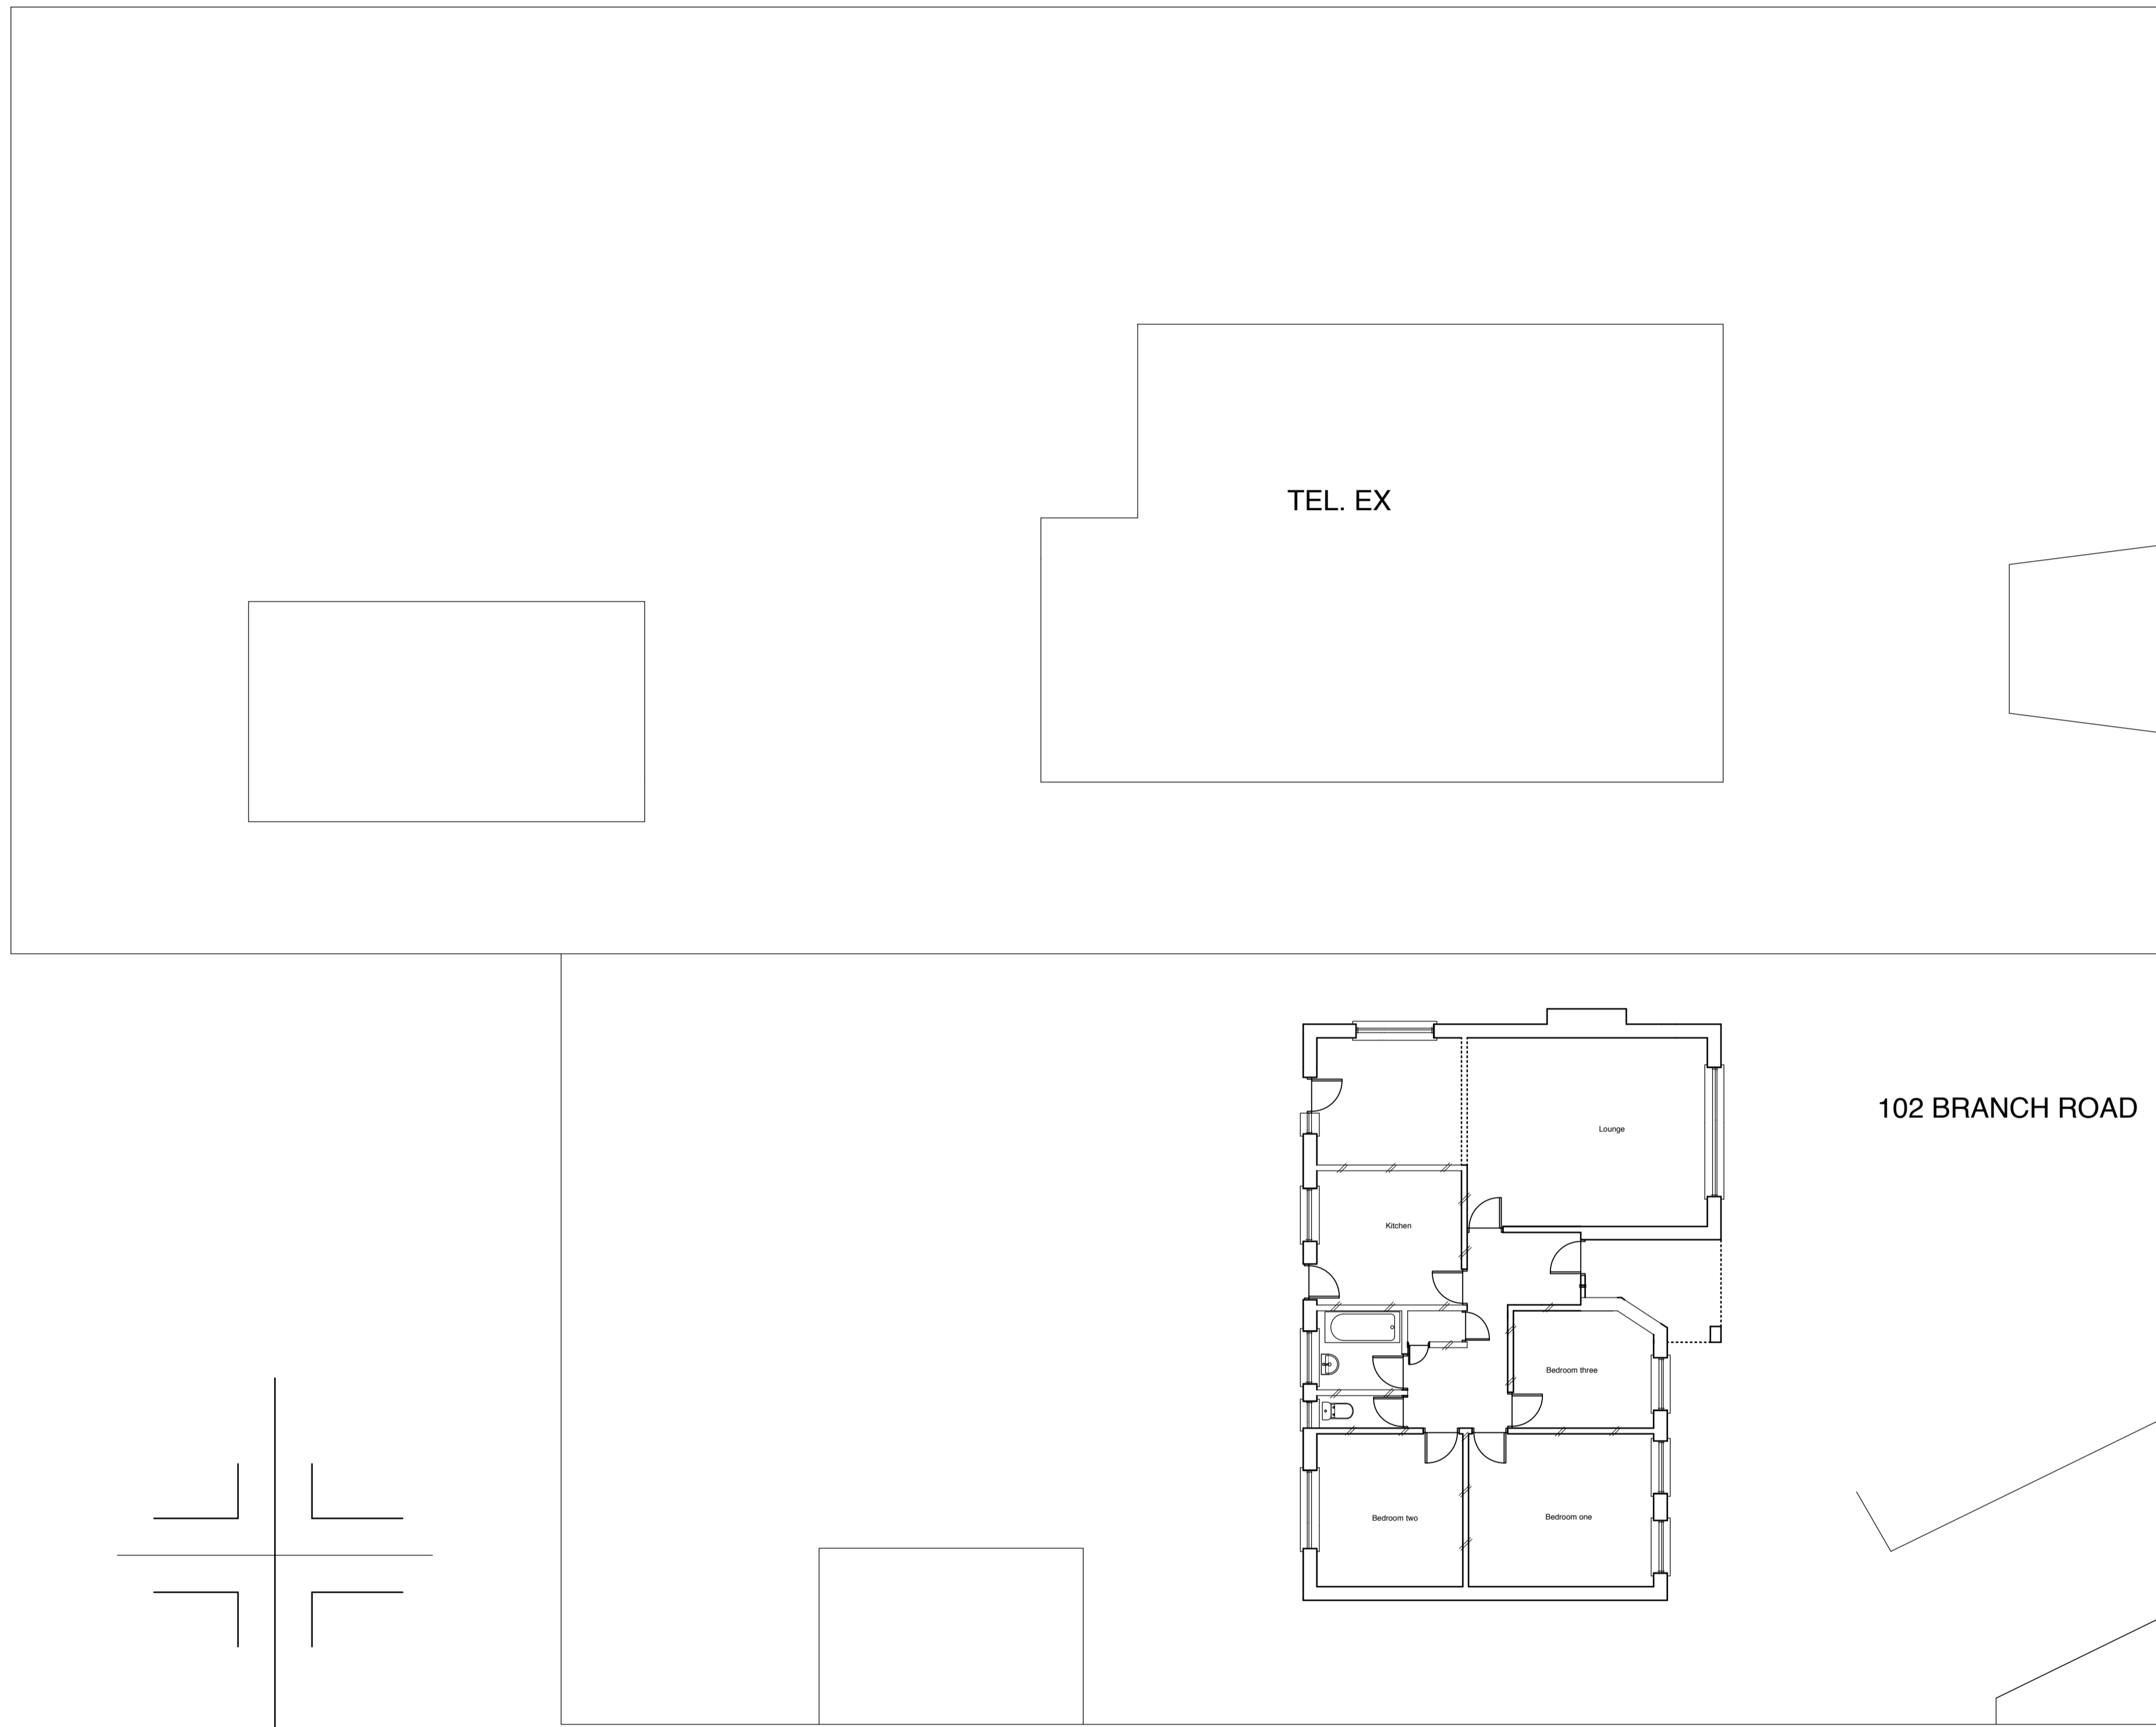 TEL. EX
102 BRANCH ROAD
Lounge
Kitchen
Bedroom three
Bedroom two
Bedroom one